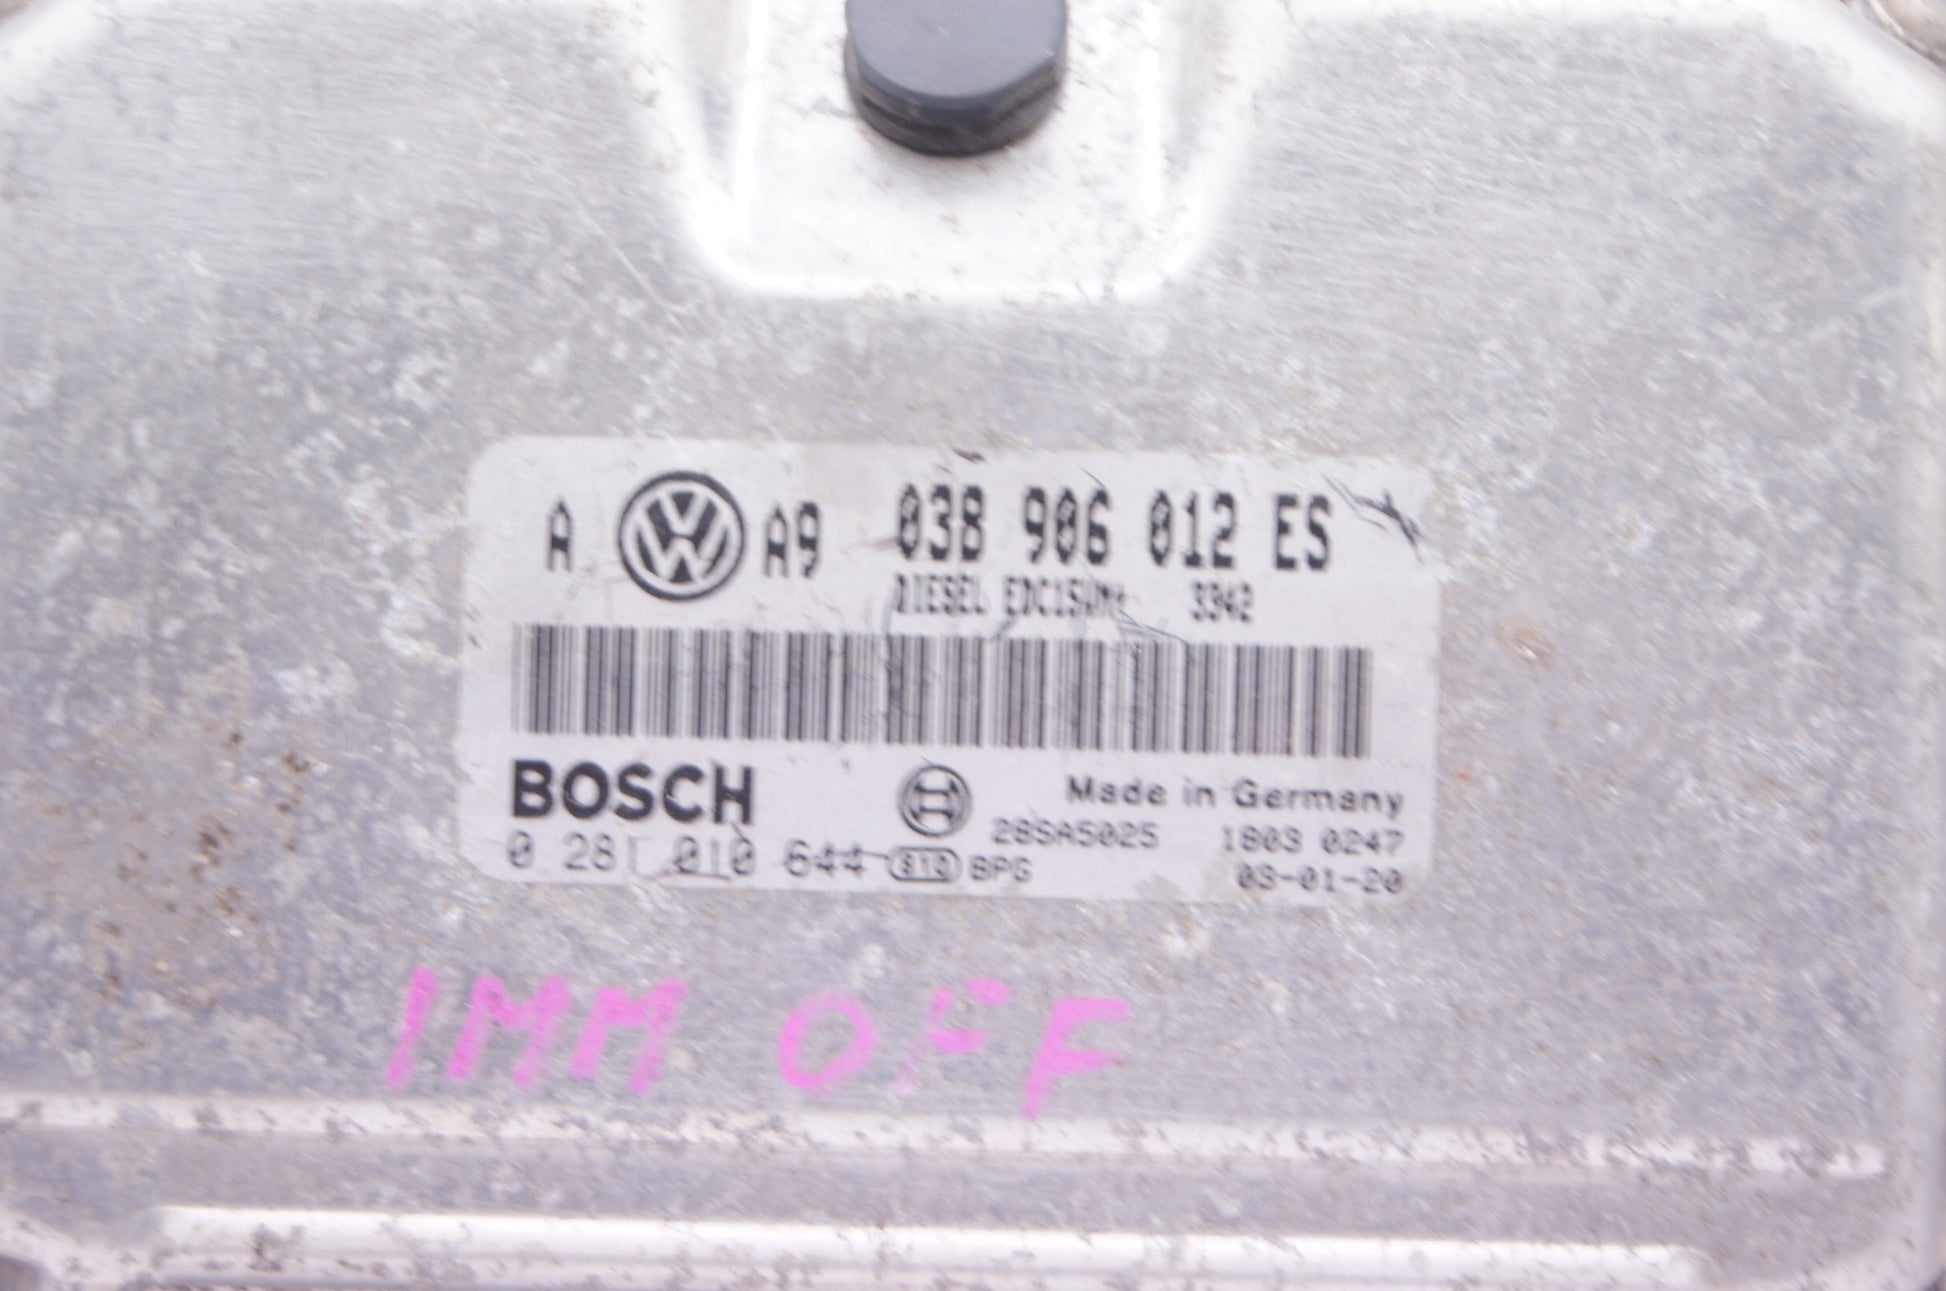 A VW A9 038 906 012 ES
DIESEL EDC15VM+ 3342
BOSCH
Made in Germany
28SA5025 1803 0247
0 281 010 644 BPG
03-01-20
IMM OFF